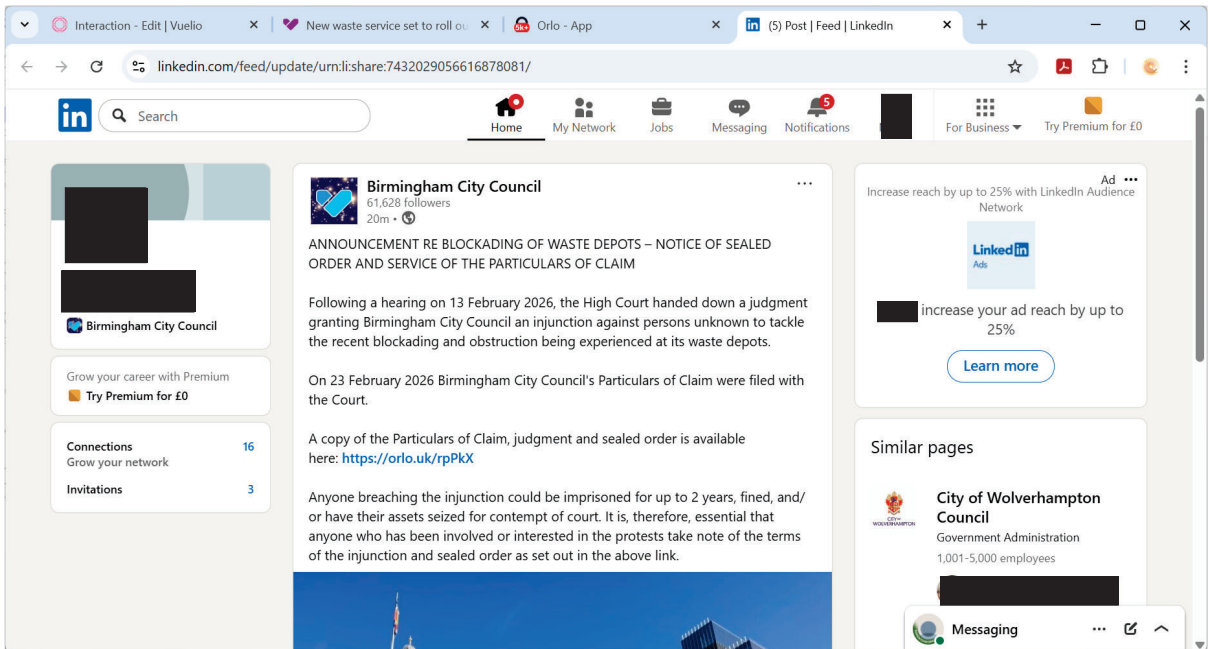 Interaction - Edit | Vuelio
New waste service set to roll ou
5k+
Orlo - App
in
(5) Post | Feed | LinkedIn
linkedin.com/feed/update/urn:li:share:7432029056616878081/
in
Search
Home
My Network
Jobs
Messaging
5
Notifications
For Business
Try Premium for £0
Birmingham City Council
Grow your career with Premium
Try Premium for £0
Connections 16
Grow your network
Invitations 3
Birmingham City Council
61,628 followers
20m •
ANNOUNCEMENT RE BLOCKADING OF WASTE DEPOTS – NOTICE OF SEALED
ORDER AND SERVICE OF THE PARTICULARS OF CLAIM
Following a hearing on 13 February 2026, the High Court handed down a judgment
granting Birmingham City Council an injunction against persons unknown to tackle
the recent blockading and obstruction being experienced at its waste depots.
On 23 February 2026 Birmingham City Council's Particulars of Claim were filed with
the Court.
A copy of the Particulars of Claim, judgment and sealed order is available
here: https://orlo.uk/rpPkX
Anyone breaching the injunction could be imprisoned for up to 2 years, fined, and/
or have their assets seized for contempt of court. It is, therefore, essential that
anyone who has been involved or interested in the protests take note of the terms
of the injunction and sealed order as set out in the above link.
Ad
Increase reach by up to 25% with LinkedIn Audience
Network
Linked in
Ads
increase your ad reach by up to
25%
Learn more
Similar pages
CITY OF
WOLVERHAMPTON
City of Wolverhampton
Council
Government Administration
1,001-5,000 employees
Messaging